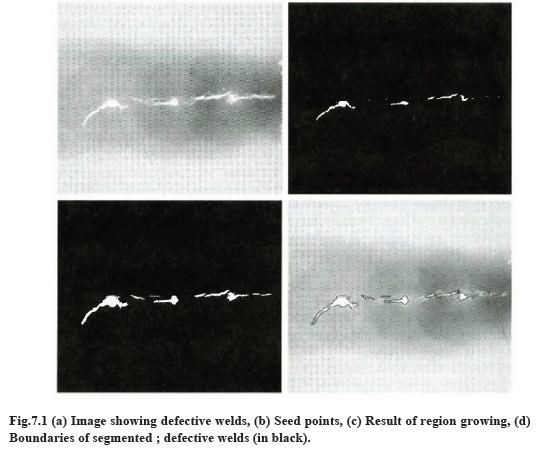 Fig.7.1 (a) Image showing defective welds, (b) Seed points, (c) Result of region growing, (d)
Boundaries of segmented ; defective welds (in black).